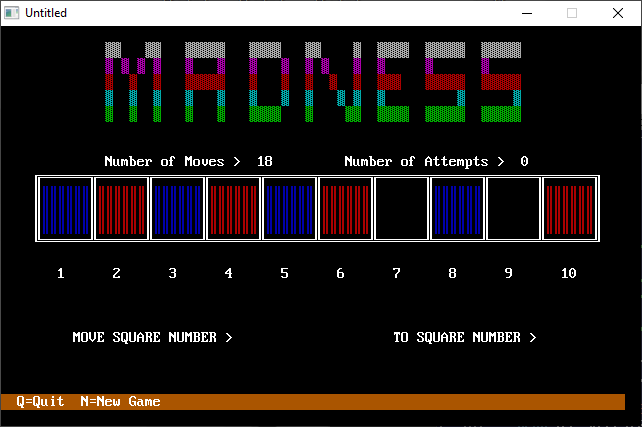 Untitled
MADNESS
Number of Moves > 18 Number of Attempts > 0
1 2 3 4 5 6 7 8 9 10
MOVE SQUARE NUMBER > TO SQUARE NUMBER >
Q=Quit N=New Game